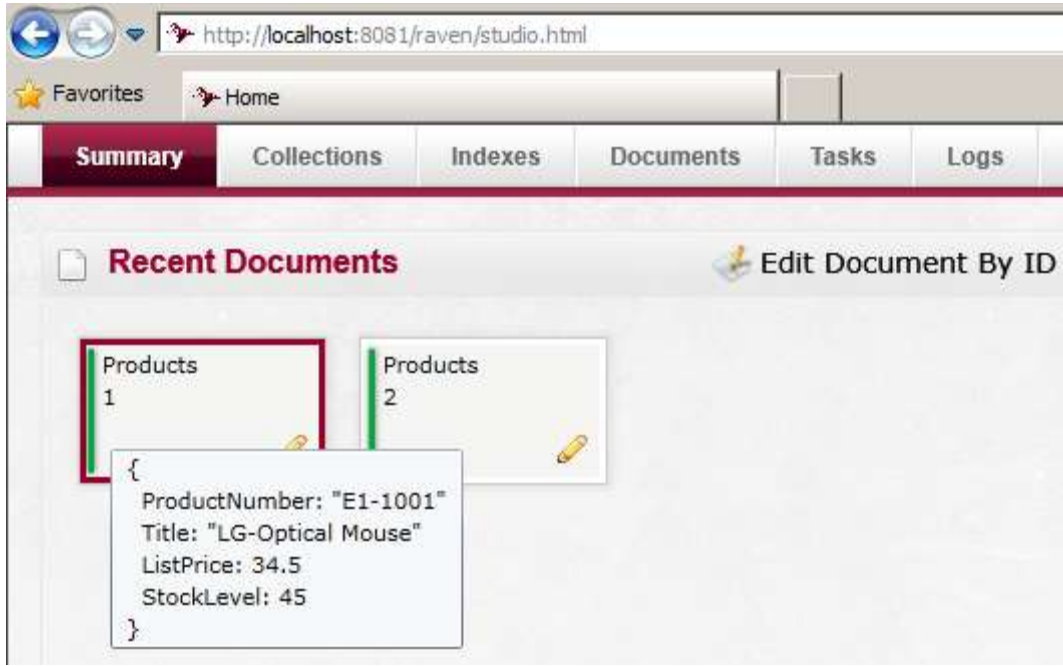 http://localhost:8081/raven/studio.html
Favorites
Home
Summary
Collections
Indexes
Documents
Tasks
Logs
Recent Documents
Edit Document By ID
Products
1
Products
2
{
ProductNumber: "E1-1001"
Title: "LG-Optical Mouse"
ListPrice: 34.5
StockLevel: 45
}